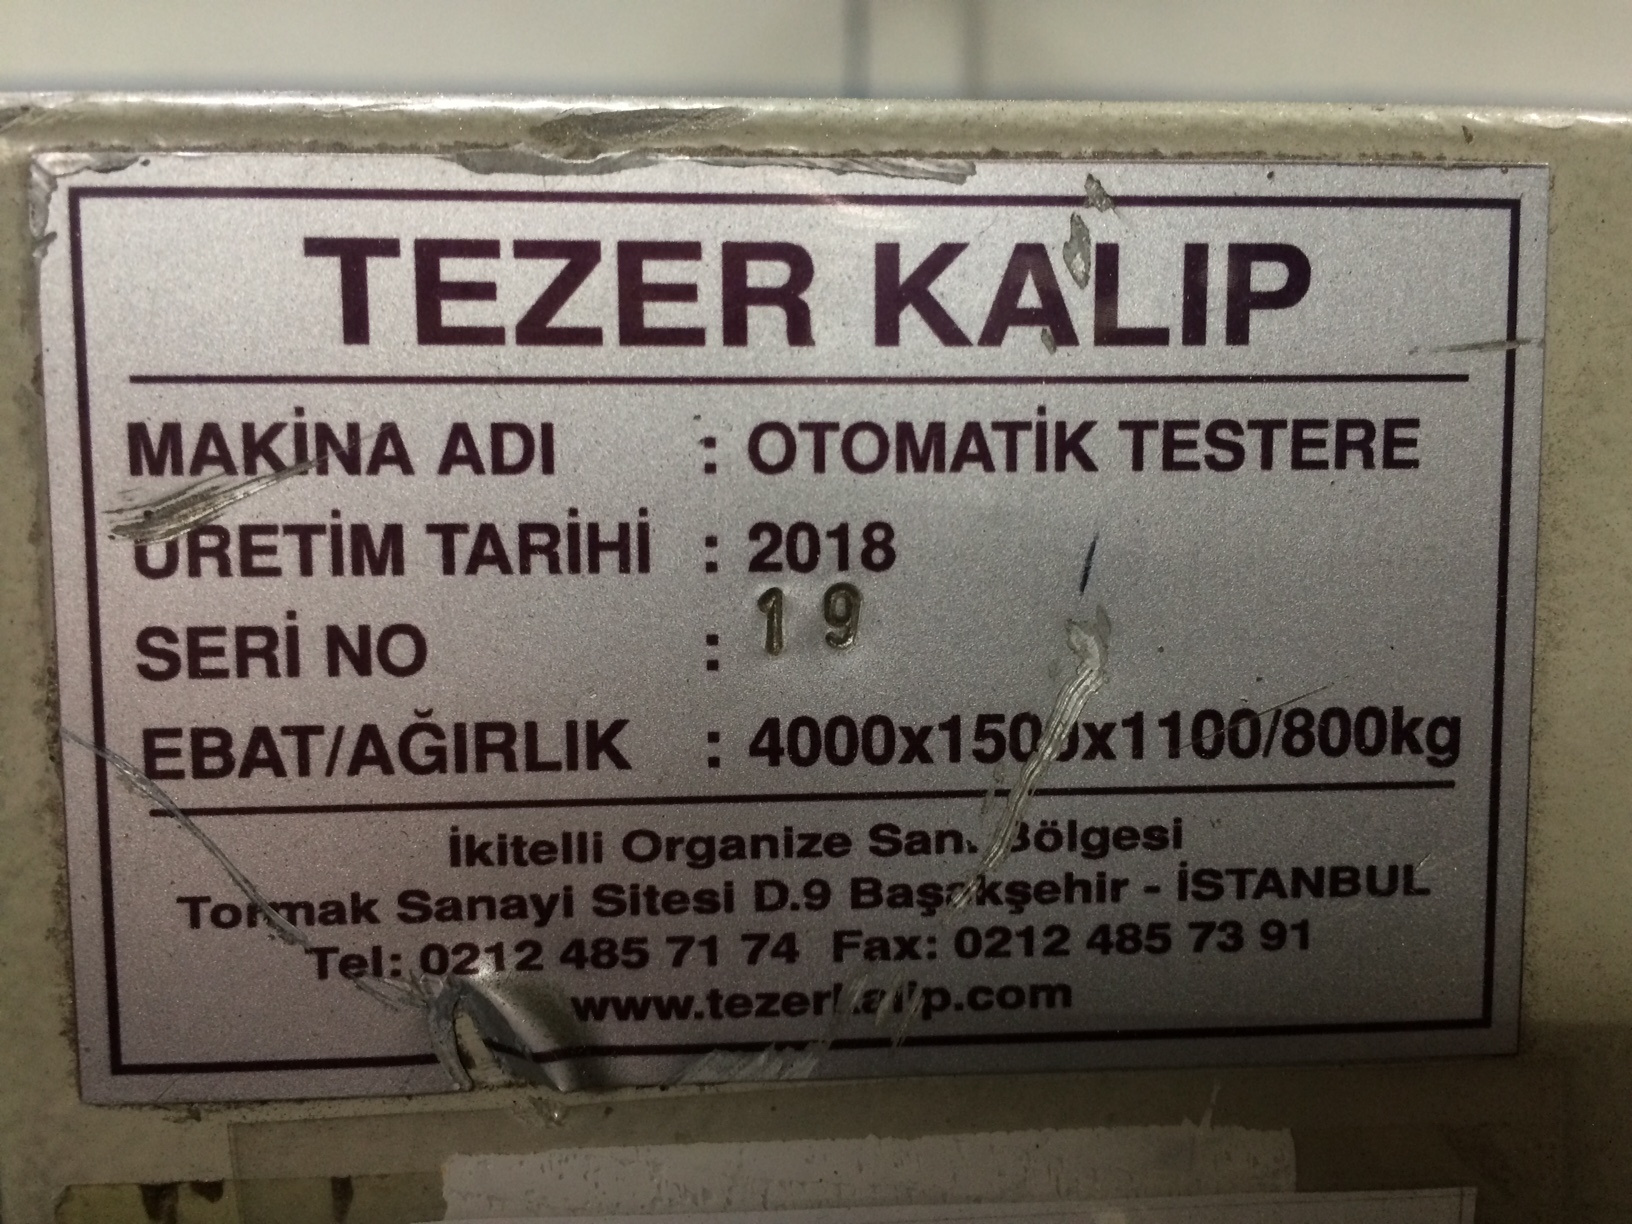 TEZER KALIP
MAKİNA ADI : OTOMATİK TESTERE
ÜRETİM TARİHİ : 2018
SERİ NO : 19
EBAT/AĞIRLIK : 4000x1500x1100/800kg
İkitelli Organize San. Bölgesi
Tormak Sanayi Sitesi D.9 Başakşehir - İSTANBUL
Tel: 0212 485 71 74 Fax: 0212 485 73 91
www.tezerkalip.com